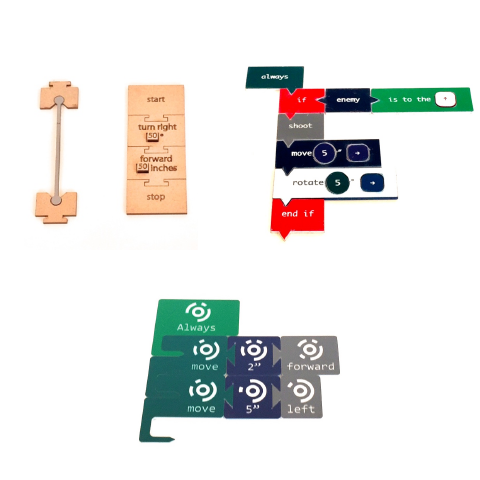 start
turn right
50 °
forward
30 inches
stop
always
if enemy is to the ↑
shoot
move 5 " →
rotate 5 ° →
end if
Always
move 2” forward
move 5” left